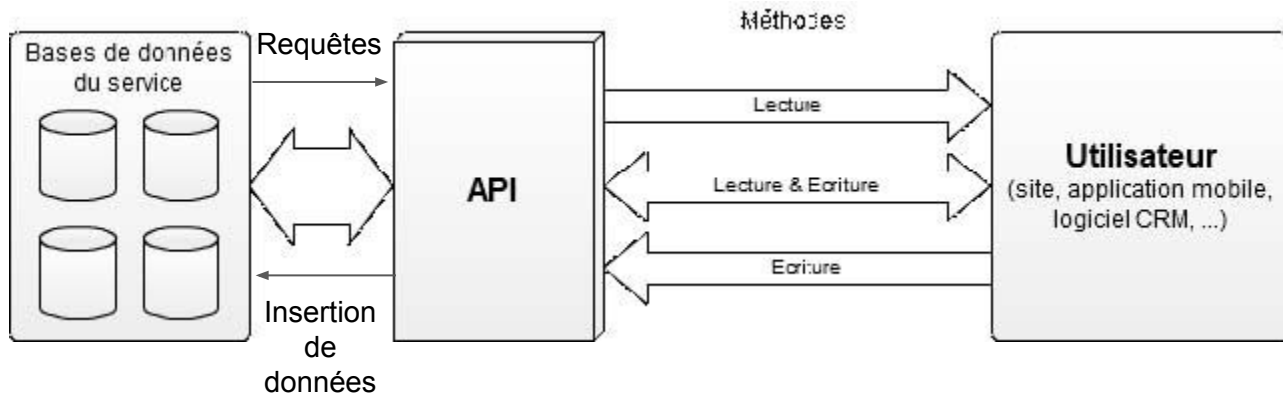 Méthodes
Bases de données
du service
Requêtes
Lecture
API
Lecture & Ecriture
Utilisateur
(site, application mobile,
logiciel CRM, ...)
Ecriture
Insertion
de
données